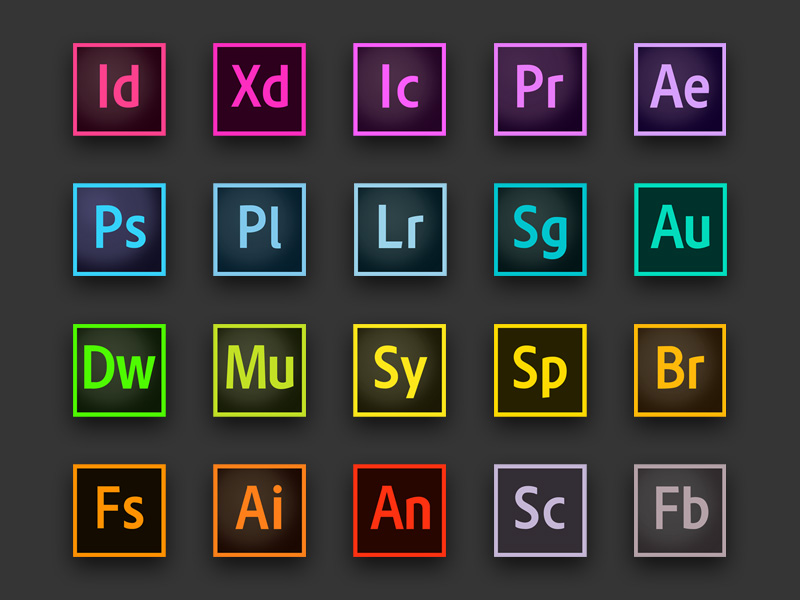 Id Xd Ic Pr Ae
Ps Pl Lr Sg Au
Dw Mu Sy Sp Br
Fs Ai An Sc Fb